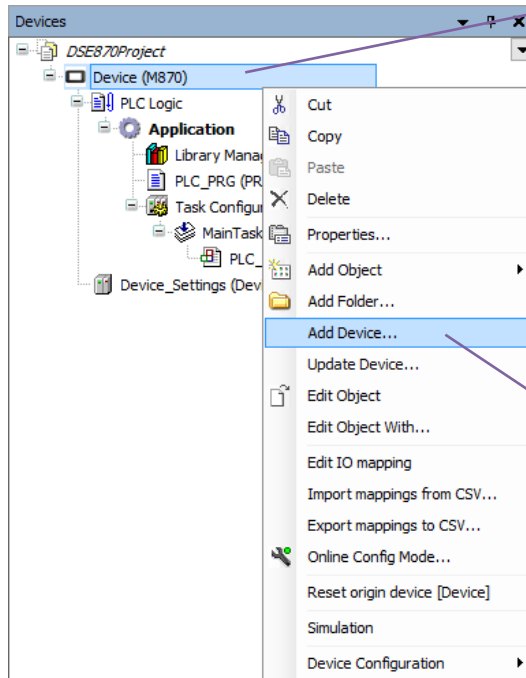 Devices
DSE870Project
Device (M870)
PLC Logic
Application
Library Mana
PLC_PRG (PR
Task Configur
MainTask
PLC_
Device_Settings (Dev
Cut
Copy
Paste
Delete
Properties...
Add Object
Add Folder...
Add Device...
Update Device...
Edit Object
Edit Object With...
Edit IO mapping
Import mappings from CSV...
Export mappings to CSV...
Online Config Mode...
Reset origin device [Device]
Simulation
Device Configuration